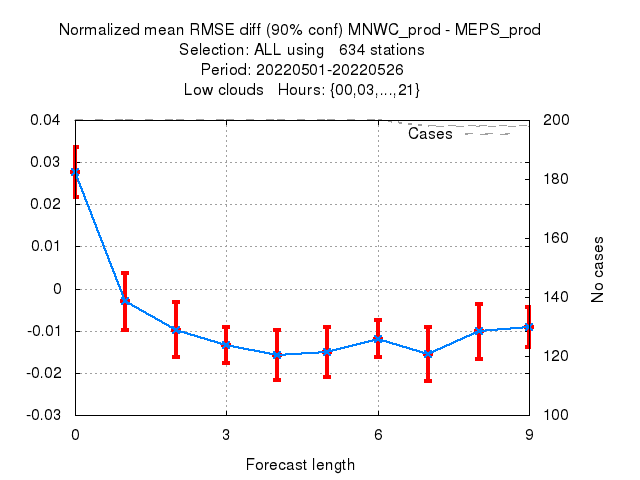 Normalized mean RMSE diff (90% conf) MNWC_prod - MEPS_prod
Selection: ALL using   634 stations
Period: 20220501-20220526
Low clouds   Hours: {00,03,...,21}
Cases
0.04
0.03
0.02
0.01
0
-0.01
-0.02
-0.03
200
180
160
140
120
100
No cases
0 3 6 9
Forecast length